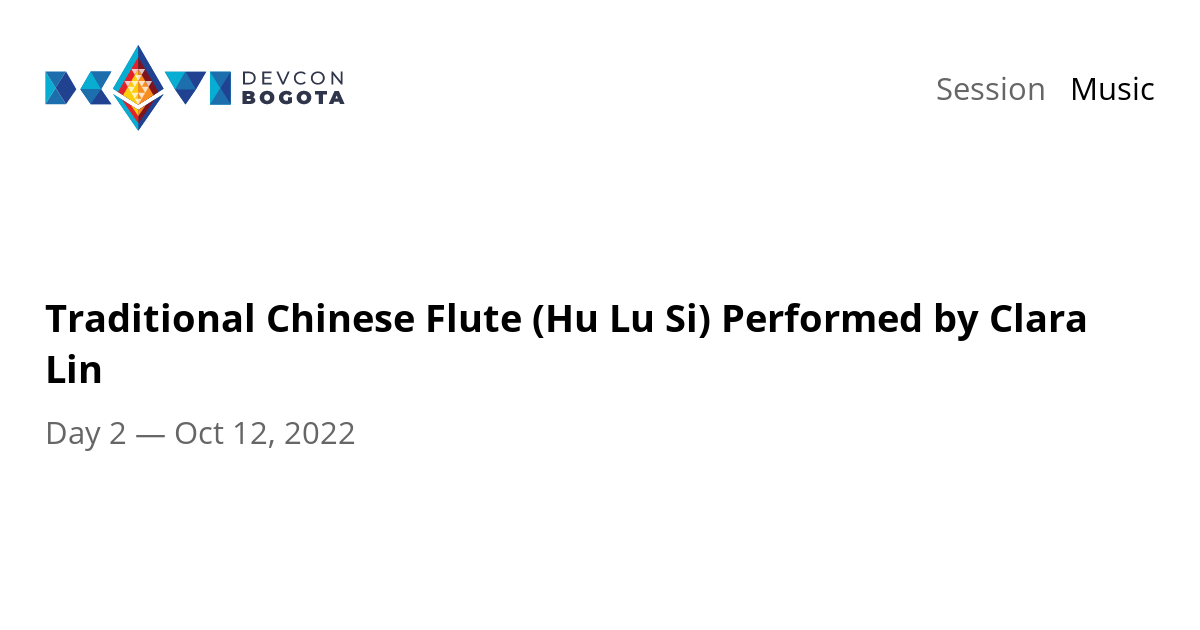 DEVCON
BOGOTA
Session Music
Traditional Chinese Flute (Hu Lu Si) Performed by Clara
Lin
Day 2 — Oct 12, 2022